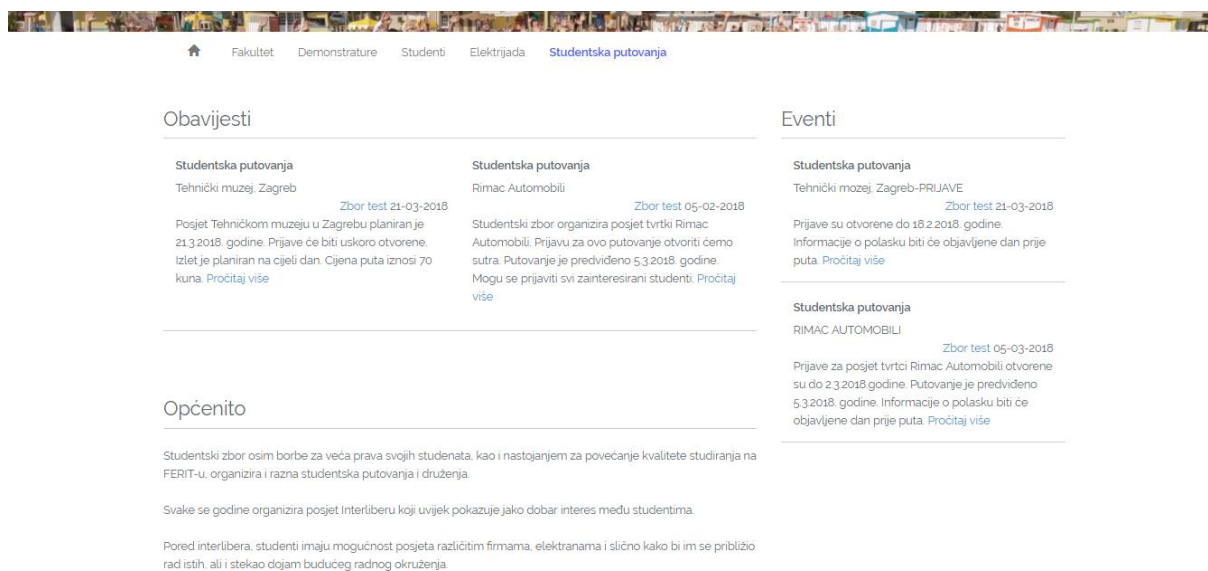 Fakultet Demonstrature Studenti Elektrijada Studentska putovanja
Obavijesti
Studentska putovanja
Tehnički muzej, Zagreb
Zbor test 21-03-2018
Posjet Tehničkom muzeju u Zagrebu planiran je
21.3.2018. godine. Prijave će biti uskoro otvorene.
Izlet je planiran na cijeli dan. Cijena puta iznosi 70
kuna. Pročitaj više
Studentska putovanja
Rimac Automobili
Zbor test 05-02-2018
Studentski zbor organizira posjet tvrtki Rimac
Automobili. Prijavu za ovo putovanje otvoriti ćemo
sutra. Putovanje je predviđeno 5.3.2018. godine.
Mogu se prijaviti svi zainteresirani studenti. Pročitaj
više
Općenito
Studentski zbor osim borbe za veća prava svojih studenata, kao i nastojanjem za povećanje kvalitete studiranja na
FERIT-u, organizira i razna studentska putovanja i druženja.
Svake se godine organizira posjet Interliberu koji uvijek pokazuje jako dobar interes među studentima.
Pored interlibera, studenti imaju mogućnost posjeta različitim firmama, elektranama i slično kako bi im se približio
rad istih, ali i stekao dojam budućeg radnog okruženja.
Eventi
Studentska putovanja
Tehnički mozej, Zagreb-PRIJAVE
Zbor test 21-03-2018
Prijave su otvorene do 18.2.2018. godine.
Informacije o polasku biti će objavljene dan prije
puta. Pročitaj više
Studentska putovanja
RIMAC AUTOMOBILI
Zbor test 05-03-2018
Prijave za posjet tvrtci Rimac Automobili otvorene
su do 2.3.2018.godine. Putovanje je predviđeno
5.3.2018. godine. Informacije o polasku biti će
objavljene dan prije puta. Pročitaj više